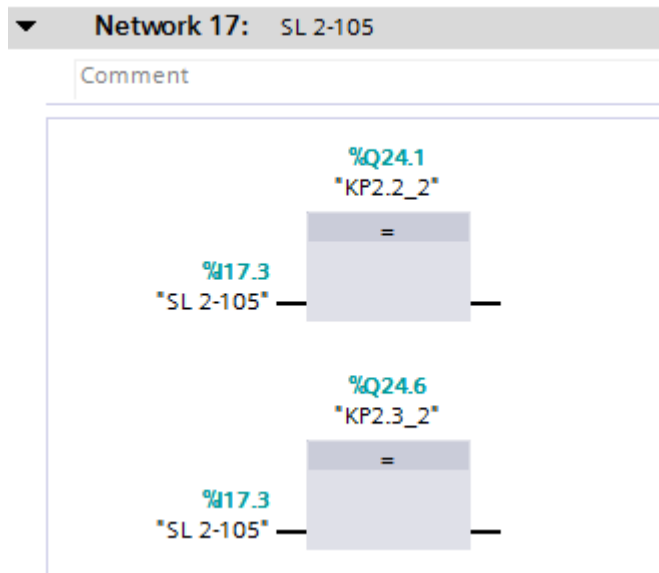 Network 17: SL 2-105
Comment
%Q24.1
"KP2.2_2"
=
%I17.3
"SL 2-105"
%Q24.6
"KP2.3_2"
=
%I17.3
"SL 2-105"